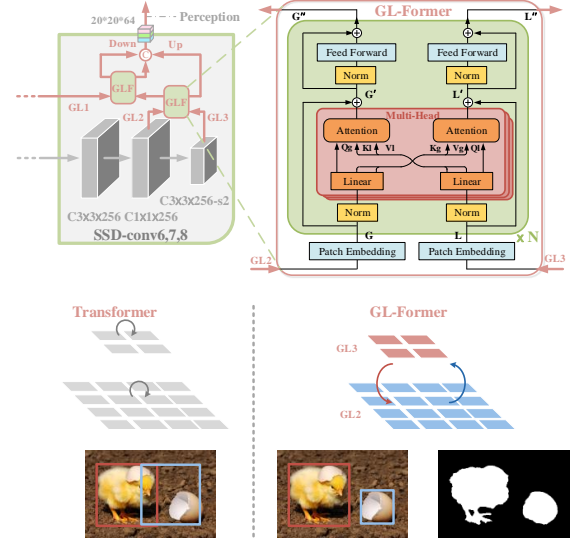 20*20*64
Perception
Down
Up
C
GLF
GLF
GL1
GL2
GL3
C3x3x256-s2
C3x3x256
C1x1x256
SSD-conv6,7,8
G″
GL-Former
L″
Feed Forward
Feed Forward
Norm
Norm
G′
L′
Multi-Head
Attention
Attention
Qg
Kl
Vl
Kg
Vg
Ql
Linear
Linear
Norm
Norm
x N
G
L
Patch Embedding
Patch Embedding
GL2
GL3
Transformer
GL-Former
GL3
GL2